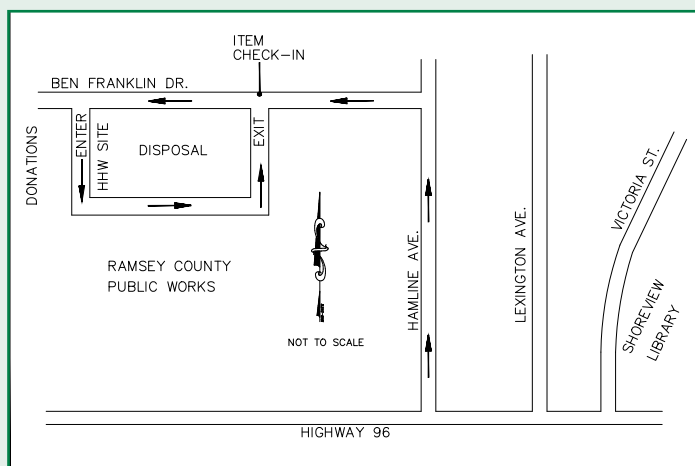 ITEM
CHECK-IN
BEN FRANKLIN DR.
DONATIONS
ENTER
HHW SITE
DISPOSAL
EXIT
RAMSEY COUNTY
PUBLIC WORKS
NOT TO SCALE
HAMLINE AVE.
LEXINGTON AVE.
VICTORIA ST.
SHOREVIEW
LIBRARY
HIGHWAY 96